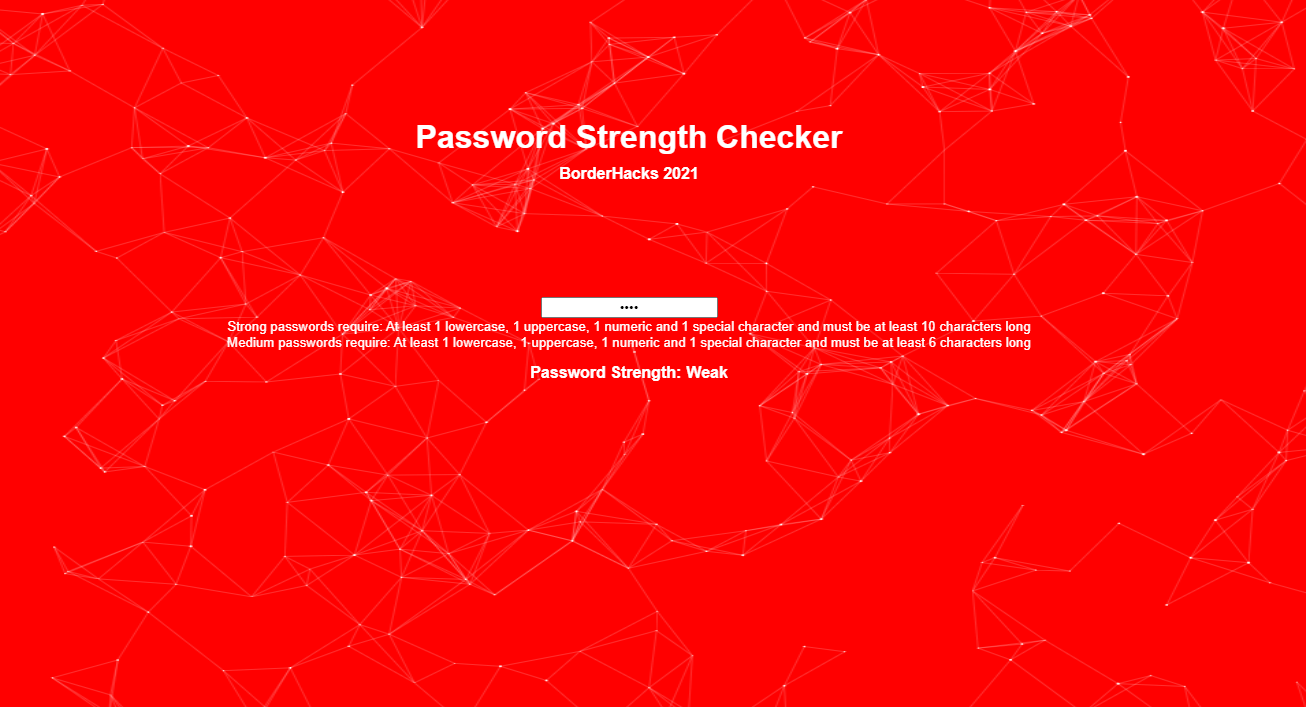 Password Strength Checker
BorderHacks 2021
••••
Strong passwords require: At least 1 lowercase, 1 uppercase, 1 numeric and 1 special character and must be at least 10 characters long
Medium passwords require: At least 1 lowercase, 1 uppercase, 1 numeric and 1 special character and must be at least 6 characters long
Password Strength: Weak